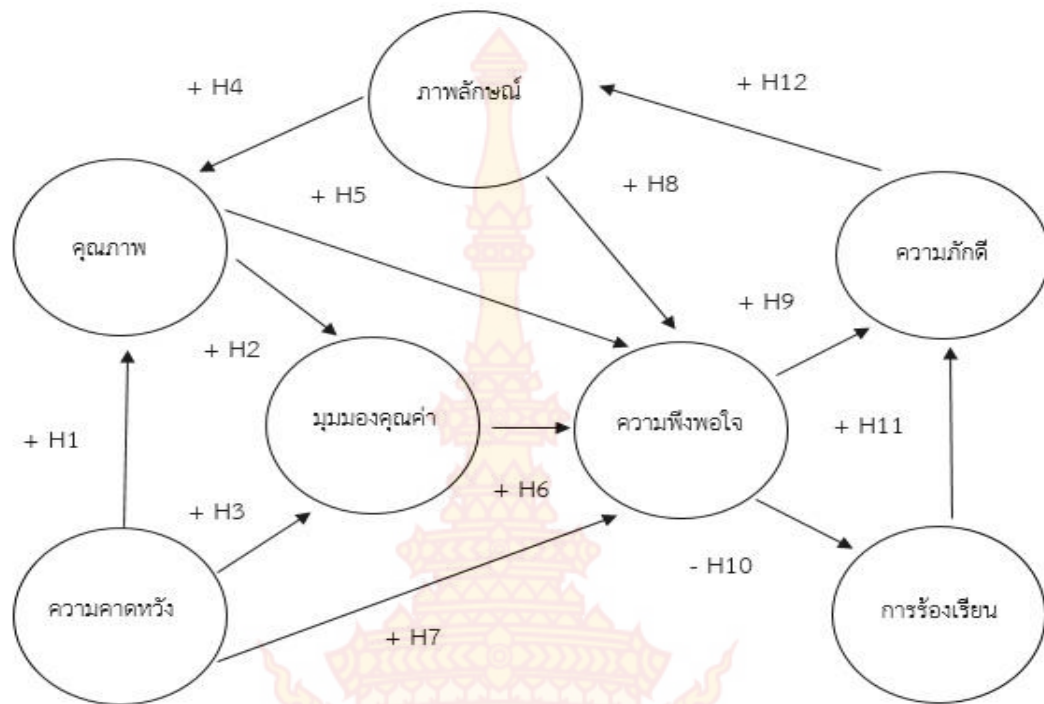 ภาพลักษณ์
+ H4
+ H12
+ H5
+ H8
คุณภาพ
ความภักดี
+ H9
+ H2
มุมมองคุณค่า
ความพึงพอใจ
+ H1
+ H11
+ H6
+ H3
- H10
ความคาดหวัง
การร้องเรียน
+ H7